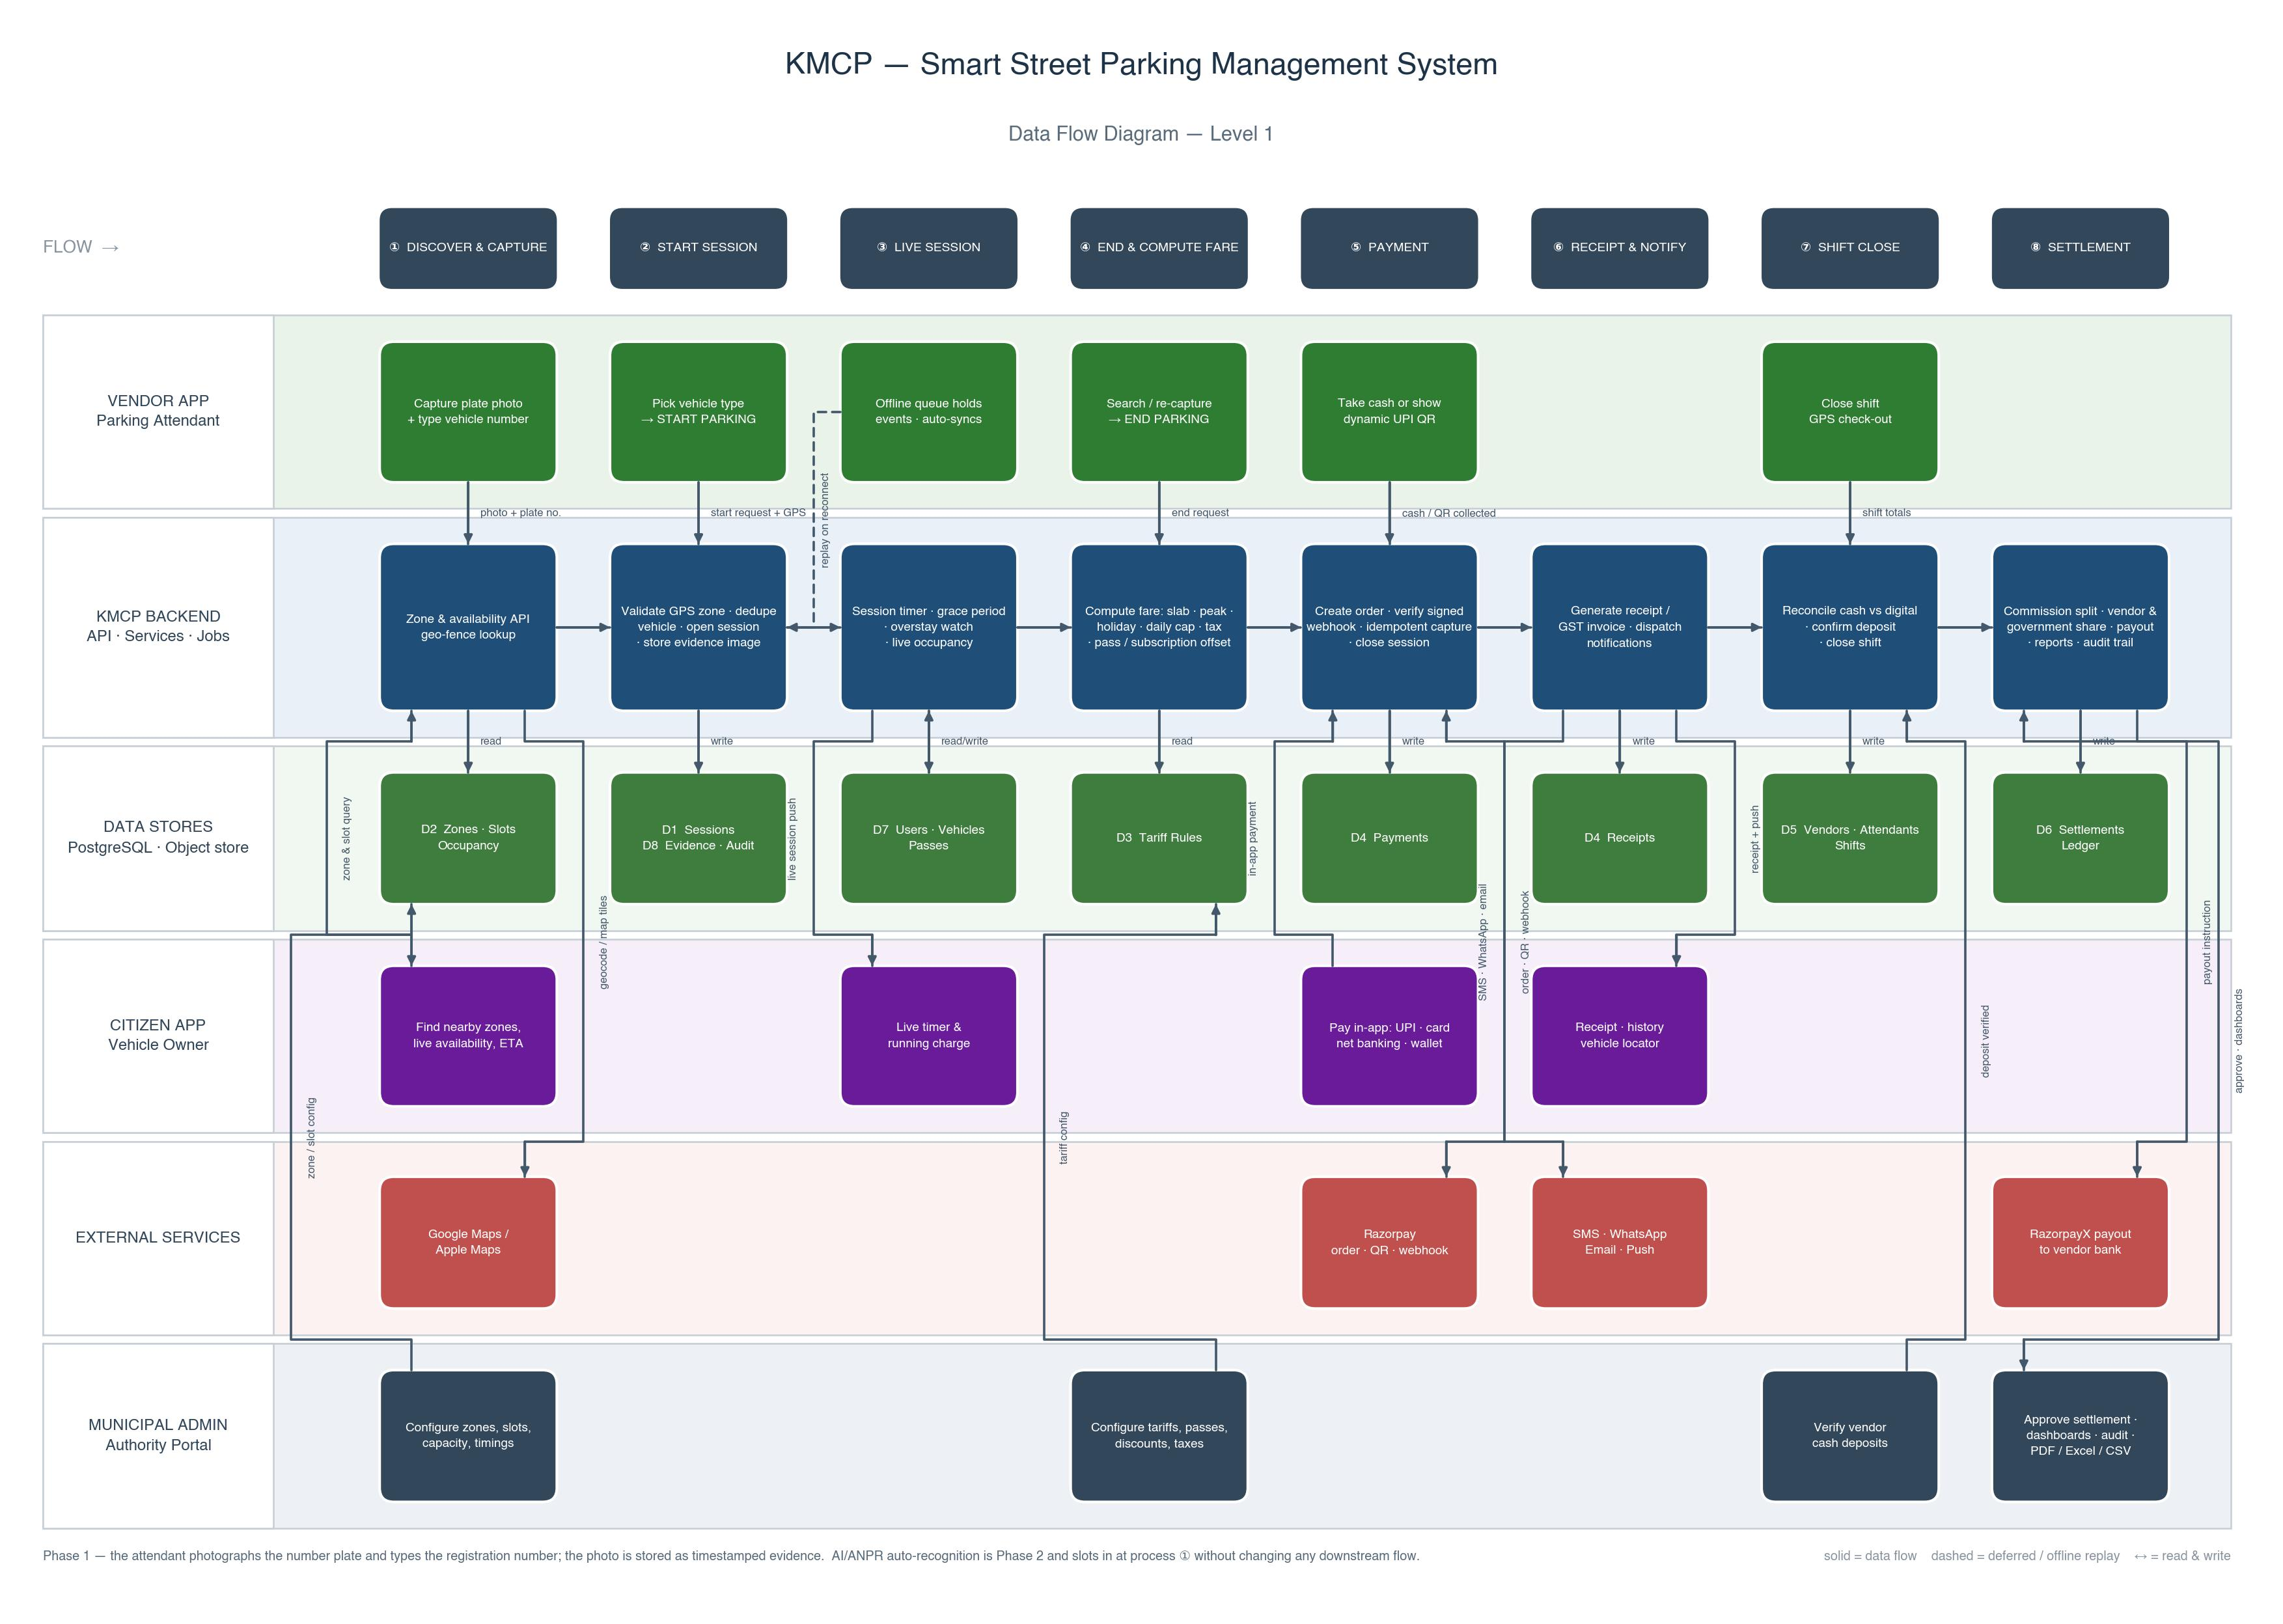 KMCP — Smart Street Parking Management System
Data Flow Diagram — Level 1
FLOW →
① DISCOVER & CAPTURE
② START SESSION
③ LIVE SESSION
④ END & COMPUTE FARE
⑤ PAYMENT
⑥ RECEIPT & NOTIFY
⑦ SHIFT CLOSE
⑧ SETTLEMENT
VENDOR APP
Parking Attendant
Capture plate photo
+ type vehicle number
Pick vehicle type
→ START PARKING
Offline queue holds
events · auto-syncs
Search / re-capture
→ END PARKING
Take cash or show
dynamic UPI QR
Close shift
GPS check-out
photo + plate no.
start request + GPS
replay on reconnect
end request
cash / QR collected
shift totals
KMCP BACKEND
API · Services · Jobs
Zone & availability API
geo-fence lookup
Validate GPS zone · dedupe
vehicle · open session
· store evidence image
Session timer · grace period
· overstay watch
· live occupancy
Compute fare: slab · peak ·
holiday · daily cap · tax
· pass / subscription offset
Create order · verify signed
webhook · idempotent capture
· close session
Generate receipt /
GST invoice · dispatch
notifications
Reconcile cash vs digital
· confirm deposit
· close shift
Commission split · vendor &
government share · payout
· reports · audit trail
read
write
read/write
read
write
write
write
write
DATA STORES
PostgreSQL · Object store
zone & slot query
D2 Zones · Slots
Occupancy
geocode / map tiles
D1 Sessions
D8 Evidence · Audit
live session push
D7 Users · Vehicles
Passes
D3 Tariff Rules
in-app payment
D4 Payments
SMS · WhatsApp · email
order · QR · webhook
D4 Receipts
receipt + push
D5 Vendors · Attendants
Shifts
D6 Settlements
Ledger
payout instruction
CITIZEN APP
Vehicle Owner
Find nearby zones,
live availability, ETA
Live timer &
running charge
Pay in-app: UPI · card
net banking · wallet
Receipt · history
vehicle locator
deposit verified
approve · dashboards
zone / slot config
tariff config
EXTERNAL SERVICES
Google Maps /
Apple Maps
Razorpay
order · QR · webhook
SMS · WhatsApp
Email · Push
RazorpayX payout
to vendor bank
MUNICIPAL ADMIN
Authority Portal
Configure zones, slots,
capacity, timings
Configure tariffs, passes,
discounts, taxes
Verify vendor
cash deposits
Approve settlement ·
dashboards · audit ·
PDF / Excel / CSV
Phase 1 — the attendant photographs the number plate and types the registration number; the photo is stored as timestamped evidence. AI/ANPR auto-recognition is Phase 2 and slots in at process ① without changing any downstream flow.
solid = data flow dashed = deferred / offline replay ↔ = read & write